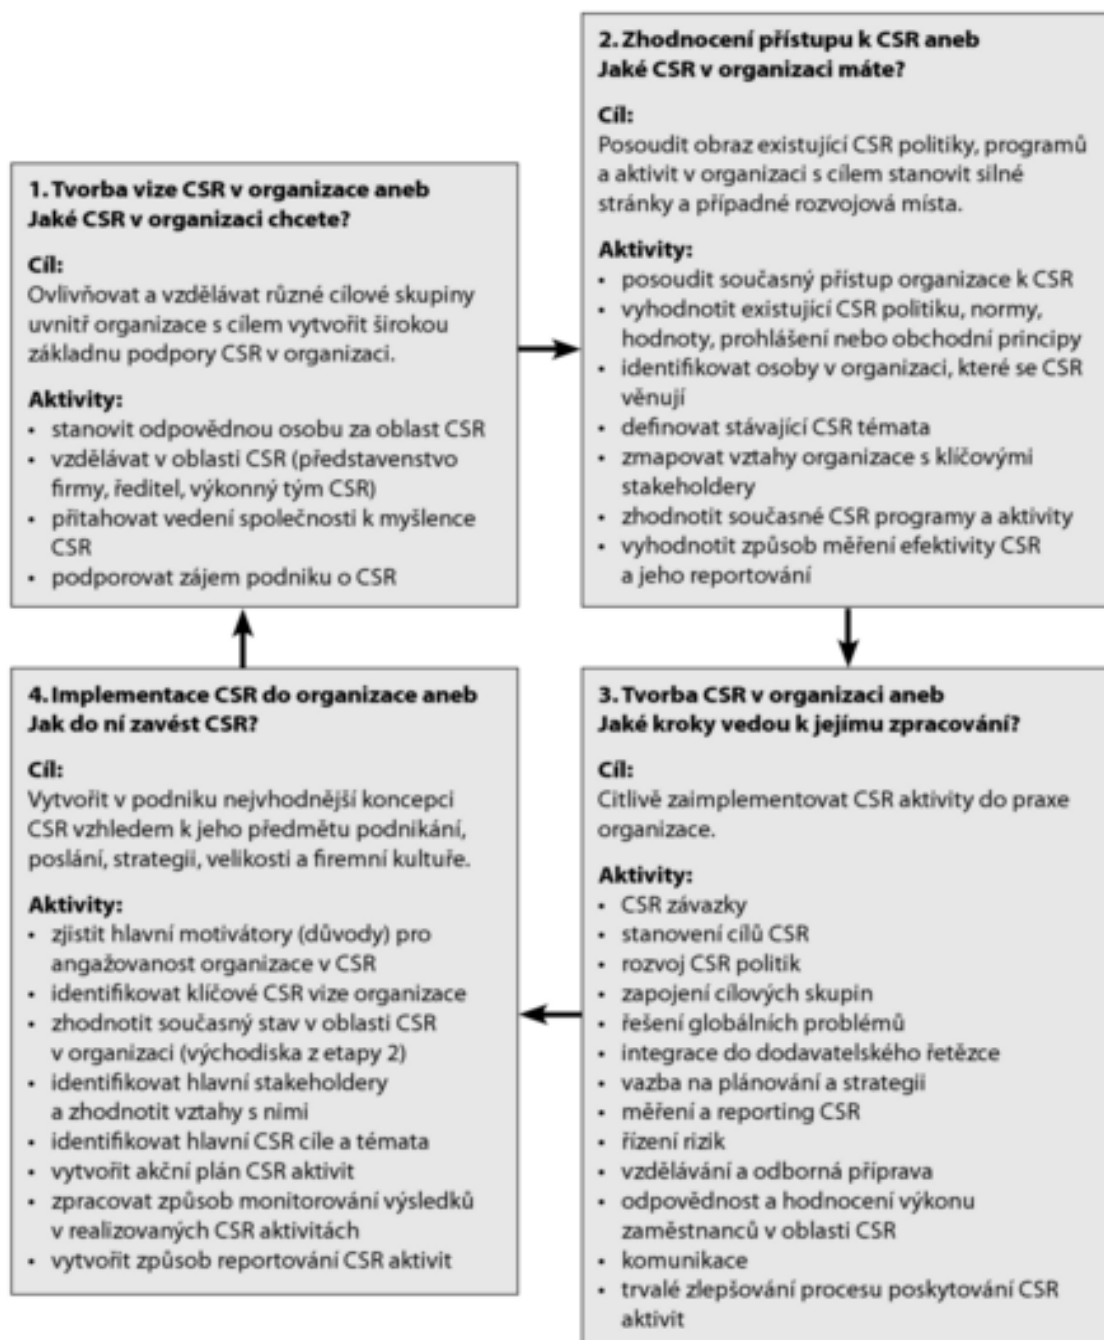 1. Tvorba vize CSR v organizace aneb
Jaké CSR v organizaci chcete?
Cíl:
Ovlivňovat a vzdělávat různé cílové skupiny
uvnitř organizace s cílem vytvořit širokou
základnu podpory CSR v organizaci.
Aktivity:
• stanovit odpovědnou osobu za oblast CSR
• vzdělávat v oblasti CSR (představenstvo
firmy, ředitel, výkonný tým CSR)
• přitahovat vedení společnosti k myšlence
CSR
• podporovat zájem podniku o CSR
2. Zhodnocení přístupu k CSR aneb
Jaké CSR v organizaci máte?
Cíl:
Posoudit obraz existující CSR politiky, programů
a aktivit v organizaci s cílem stanovit silné
stránky a případné rozvojová místa.
Aktivity:
• posoudit současný přístup organizace k CSR
• vyhodnotit existující CSR politiku, normy,
hodnoty, prohlášení nebo obchodní principy
• identifikovat osoby v organizaci, které se CSR
věnují
• definovat stávající CSR témata
• zmapovat vztahy organizace s klíčovými
stakeholdery
• zhodnotit současné CSR programy a aktivity
• vyhodnotit způsob měření efektivity CSR
a jeho reportování
3. Tvorba CSR v organizaci aneb
Jaké kroky vedou k jejímu zpracování?
Cíl:
Citlivě zaimplementovat CSR aktivity do praxe
organizace.
Aktivity:
• CSR závazky
• stanovení cílů CSR
• rozvoj CSR politik
• zapojení cílových skupin
• řešení globálních problémů
• integrace do dodavatelského řetězce
• vazba na plánování a strategii
• měření a reporting CSR
• řízení rizik
• vzdělávání a odborná příprava
• odpovědnost a hodnocení výkonu
zaměstnanců v oblasti CSR
• komunikace
• trvalé zlepšování procesu poskytování CSR
aktivit
4. Implementace CSR do organizace aneb
Jak do ní zavést CSR?
Cíl:
Vytvořit v podniku nejvhodnější koncepci
CSR vzhledem k jeho předmětu podnikání,
poslání, strategii, velikosti a firemní kultuře.
Aktivity:
• zjistit hlavní motivátory (důvody) pro
angažovanost organizace v CSR
• identifikovat klíčové CSR vize organizace
• zhodnotit současný stav v oblasti CSR
v organizaci (východiska z etapy 2)
• identifikovat hlavní stakeholdery
a zhodnotit vztahy s nimi
• identifikovat hlavní CSR cíle a témata
• vytvořit akční plán CSR aktivit
• zpracovat způsob monitorování výsledků
v realizovaných CSR aktivitách
• vytvořit způsob reportování CSR aktivit